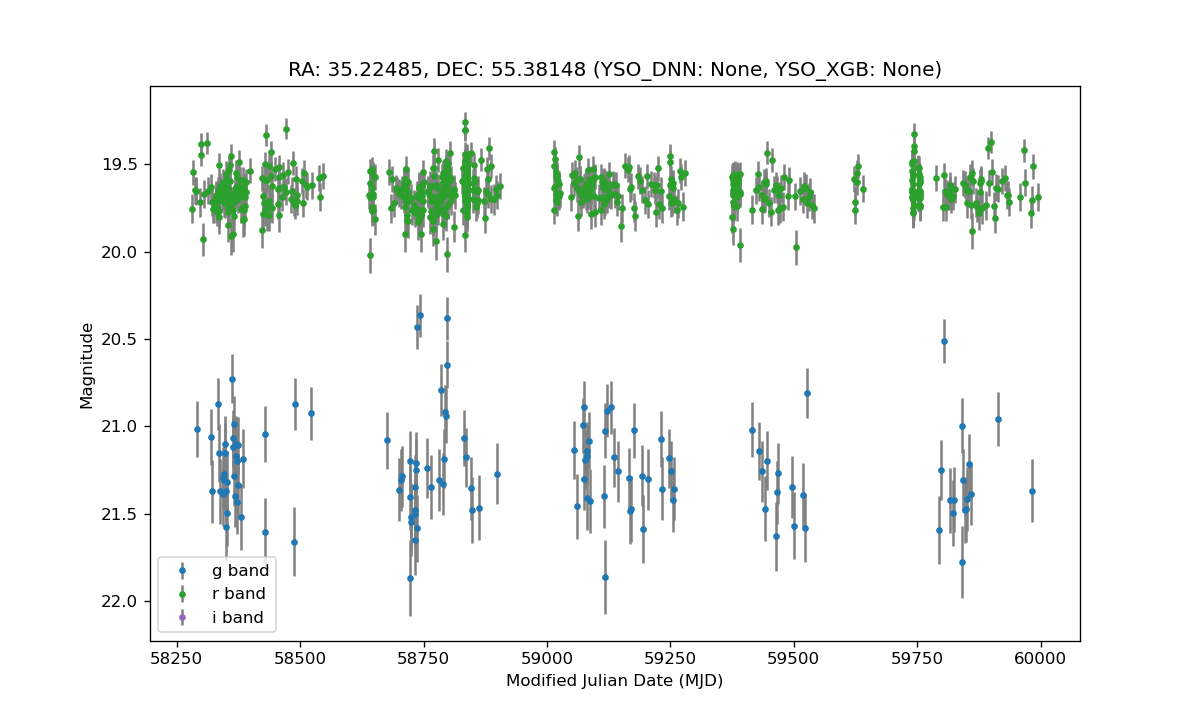 RA: 35.22485, DEC: 55.38148 (YSO_DNN: None, YSO_XGB: None)
19.5
20.0
20.5
21.0
21.5
22.0
Magnitude
g band
r band
i band
58250 58500 58750 59000 59250 59500 59750 60000
Modified Julian Date (MJD)